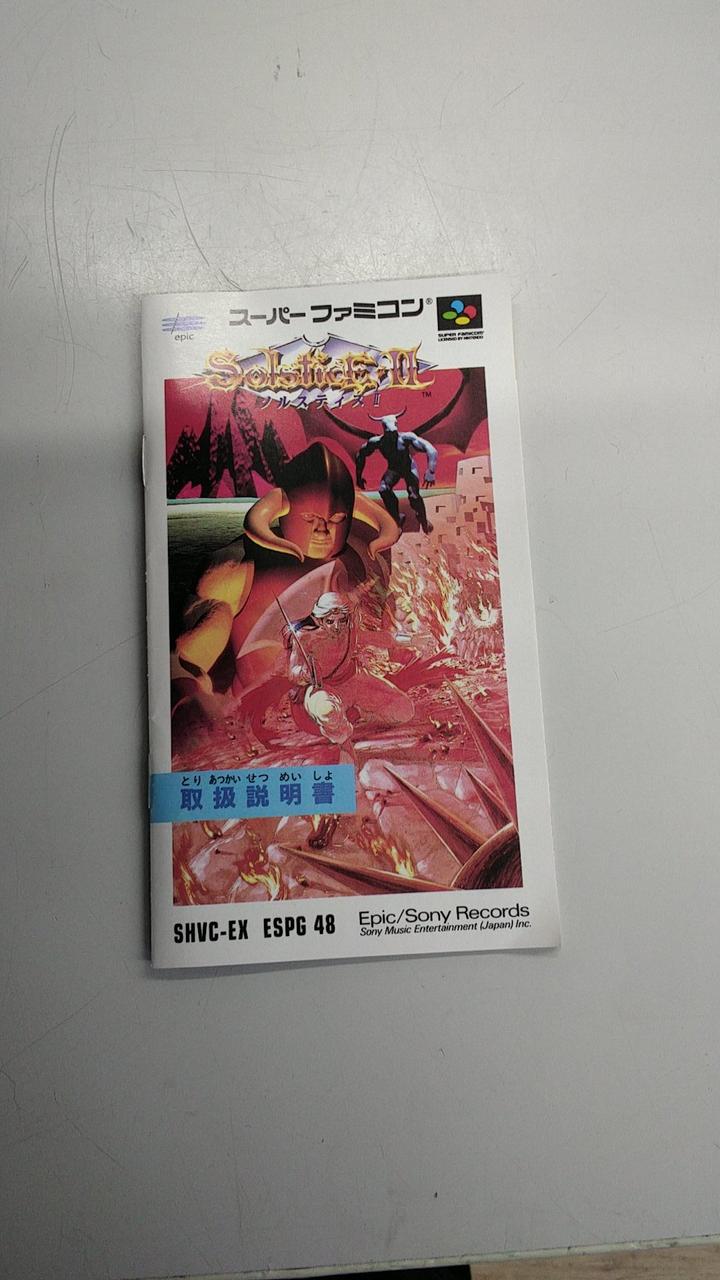 epic
スーパーファミコン®
SUPER FAMICOM
LICENSED BY NINTENDO
Solstice・II
ソルスティスII
TM
とり あつかい せつ めい しょ
取扱説明書
SHVC-EX ESPG 48
Epic/Sony Records
Sony Music Entertainment (Japan) Inc.